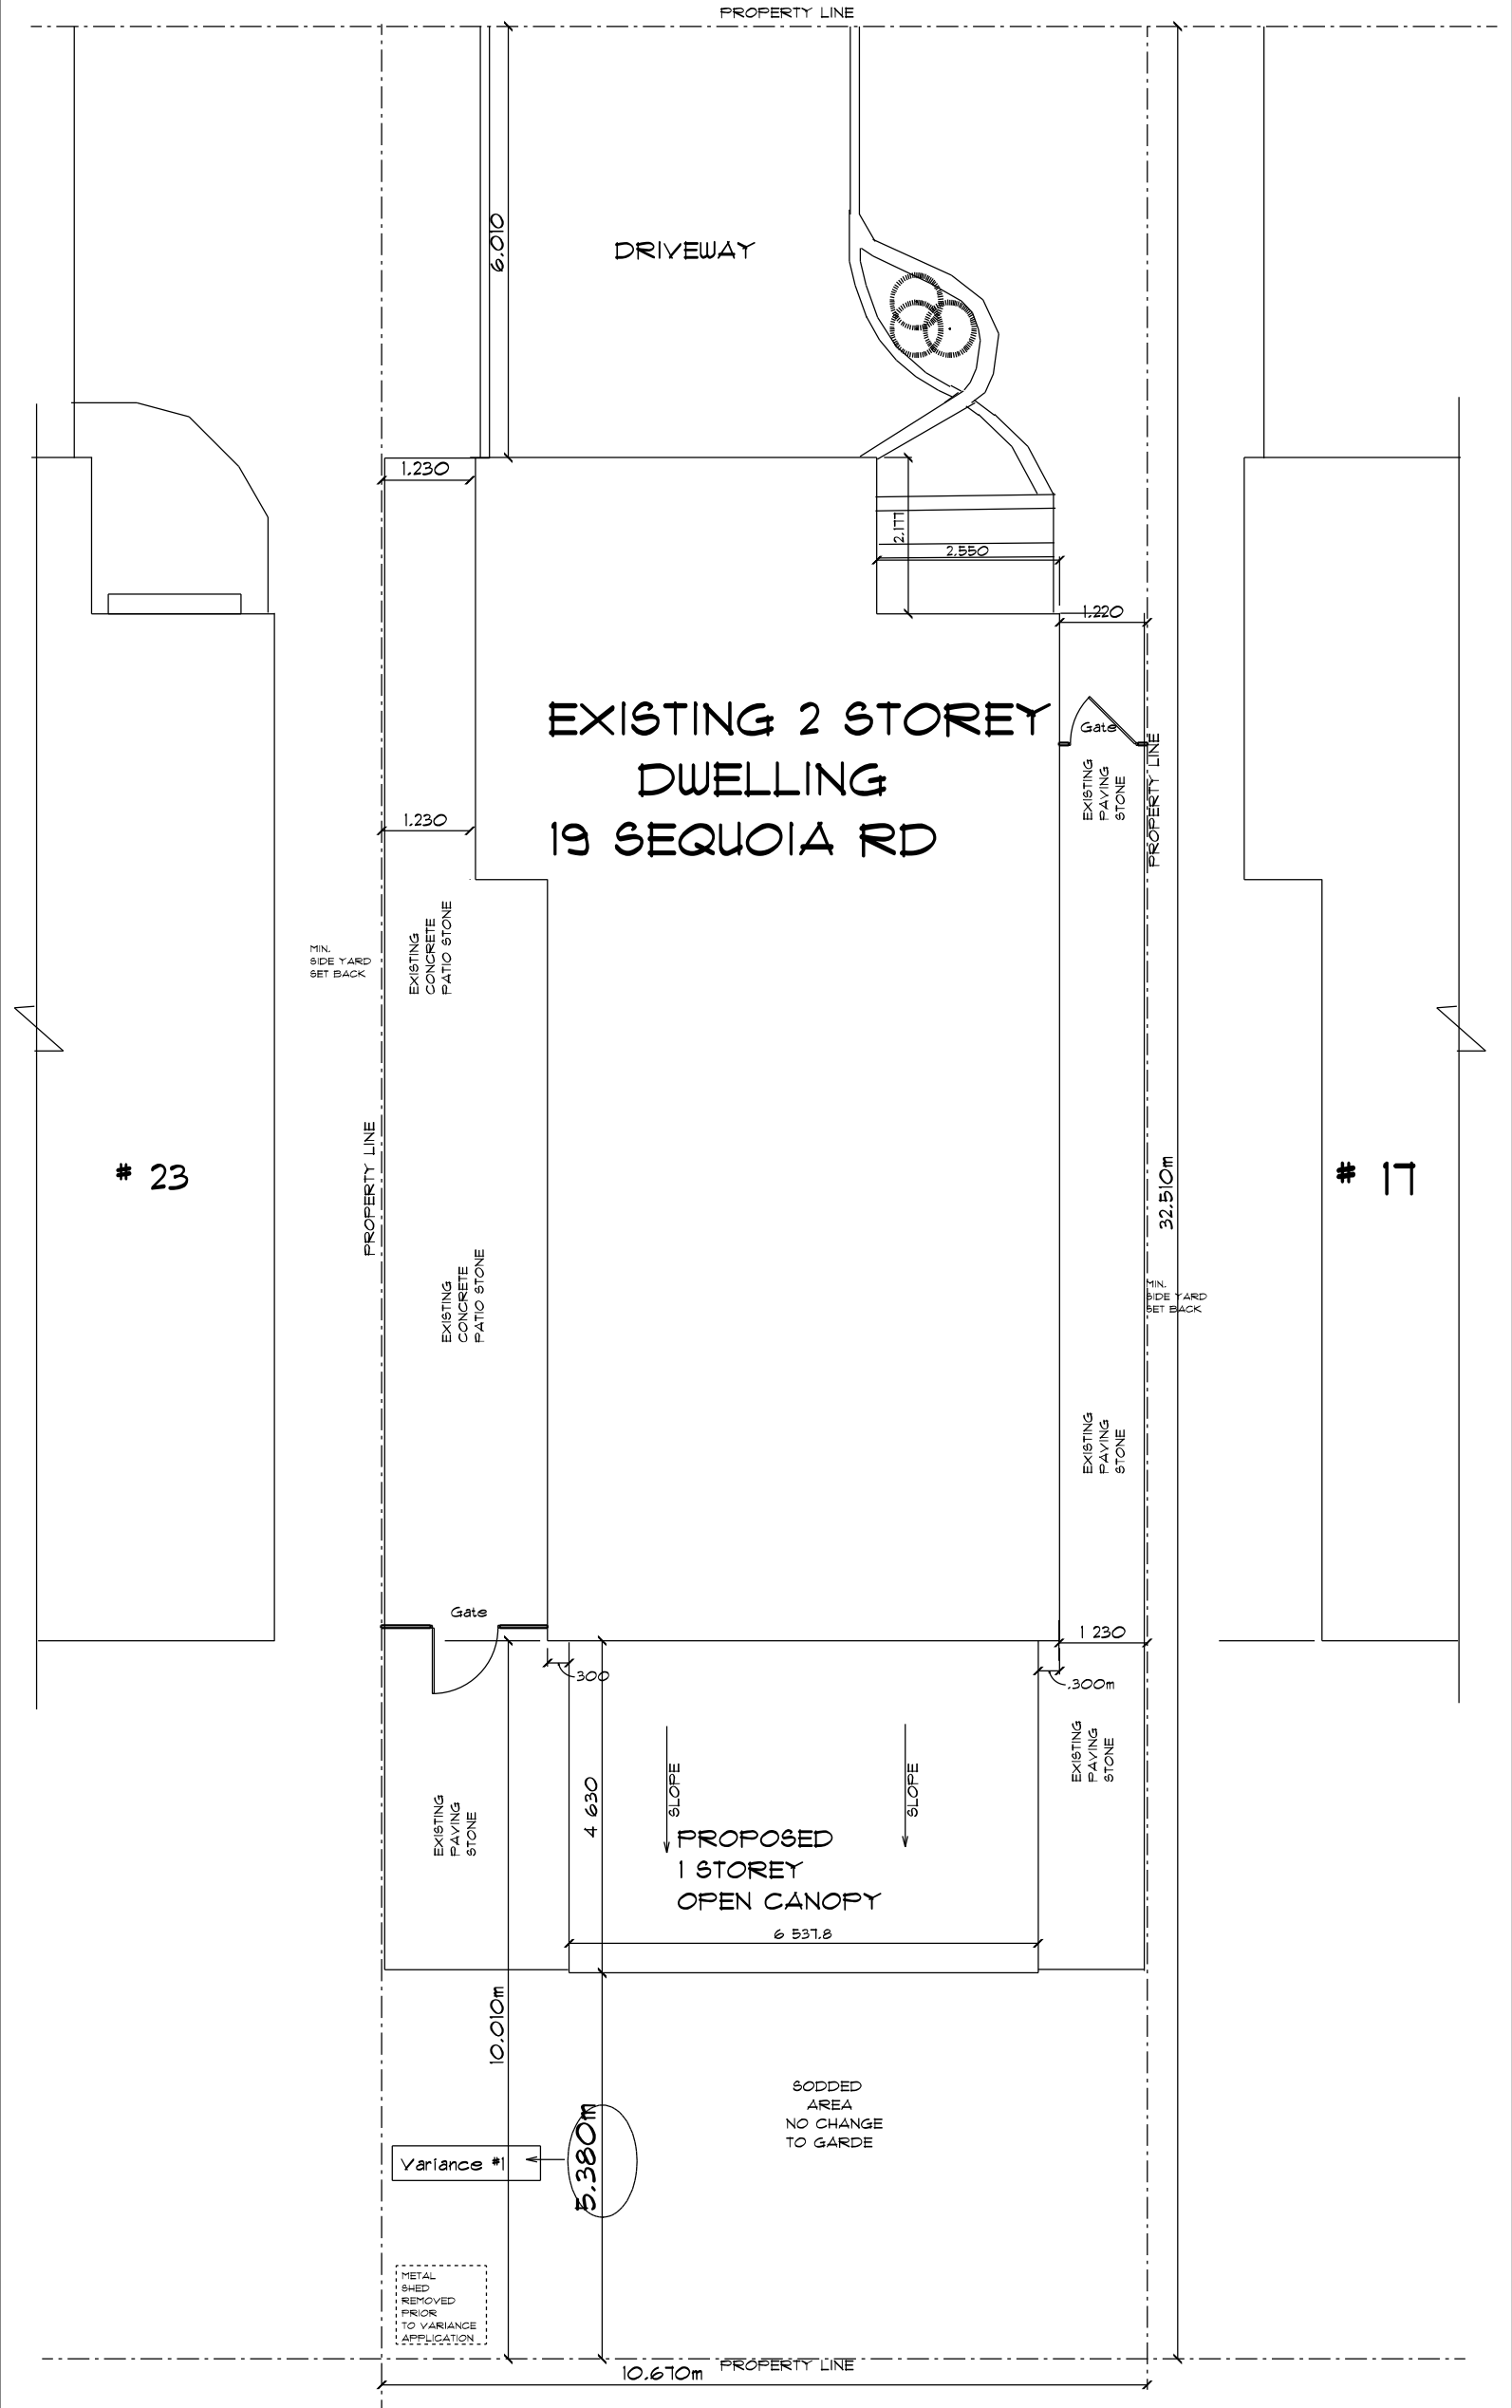 PROPERTY LINE
6.010
DRIVEWAY
1.230
2.177
2.550
1.220
EXISTING 2 STOREY
DWELLING
19 SEQUOIA RD
Gate
EXISTING
PAVING
STONE
PROPERTY LINE
1.230
EXISTING
CONCRETE
PATIO STONE
MIN.
SIDE YARD
SET BACK
PROPERTY LINE
# 23
# 17
32.510m
EXISTING
CONCRETE
PATIO STONE
MIN.
SIDE YARD
SET BACK
EXISTING
PAVING
STONE
Gate
1 230
300
.300m
EXISTING
PAVING
STONE
SLOPE
SLOPE
4 630
EXISTING
PAVING
STONE
PROPOSED
1 STOREY
OPEN CANOPY
6 537.8
10.010m
SODDED
AREA
NO CHANGE
TO GARDE
Variance #1
5.380m
METAL
SHED
REMOVED
PRIOR
TO VARIANCE
APPLICATION
10.670m
PROPERTY LINE